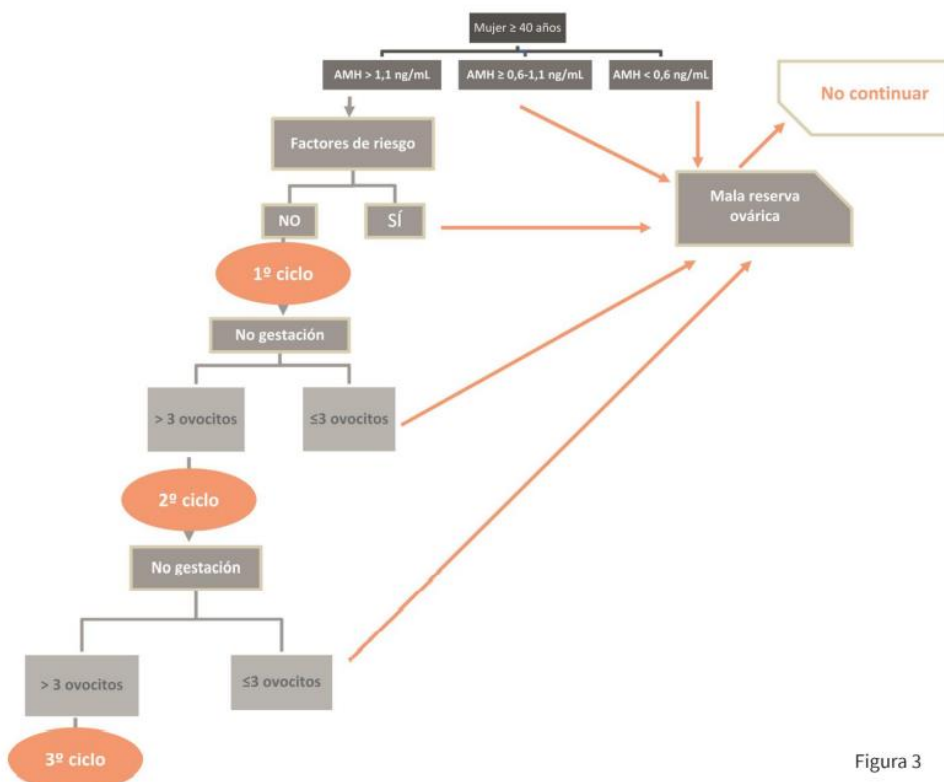 Mujer ≥ 40 años
AMH > 1,1 ng/mL
AMH ≥ 0,6-1,1 ng/mL
AMH < 0,6 ng/mL
No continuar
Factores de riesgo
Mala reserva
ovárica
NO
SÍ
1º ciclo
No gestación
> 3 ovocitos
≤3 ovocitos
2º ciclo
No gestación
> 3 ovocitos
≤3 ovocitos
3º ciclo
Figura 3